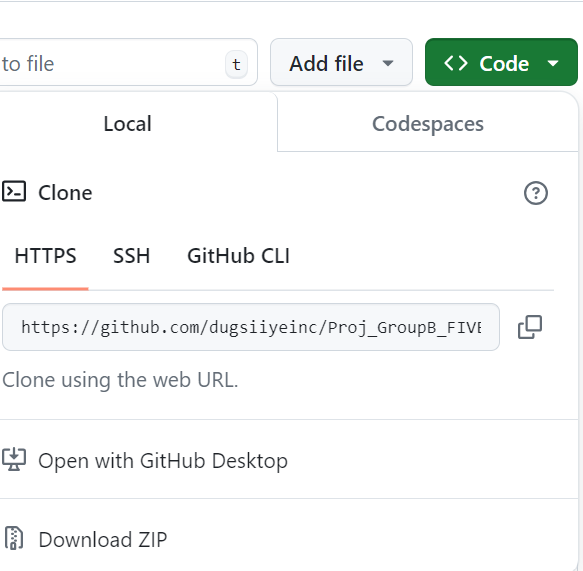 to file t Add file <> Code
Local Codespaces
Clone
HTTPS SSH GitHub CLI
https://github.com/dugsiiyeinc/Proj_GroupB_FIVE
Clone using the web URL.
Open with GitHub Desktop
Download ZIP